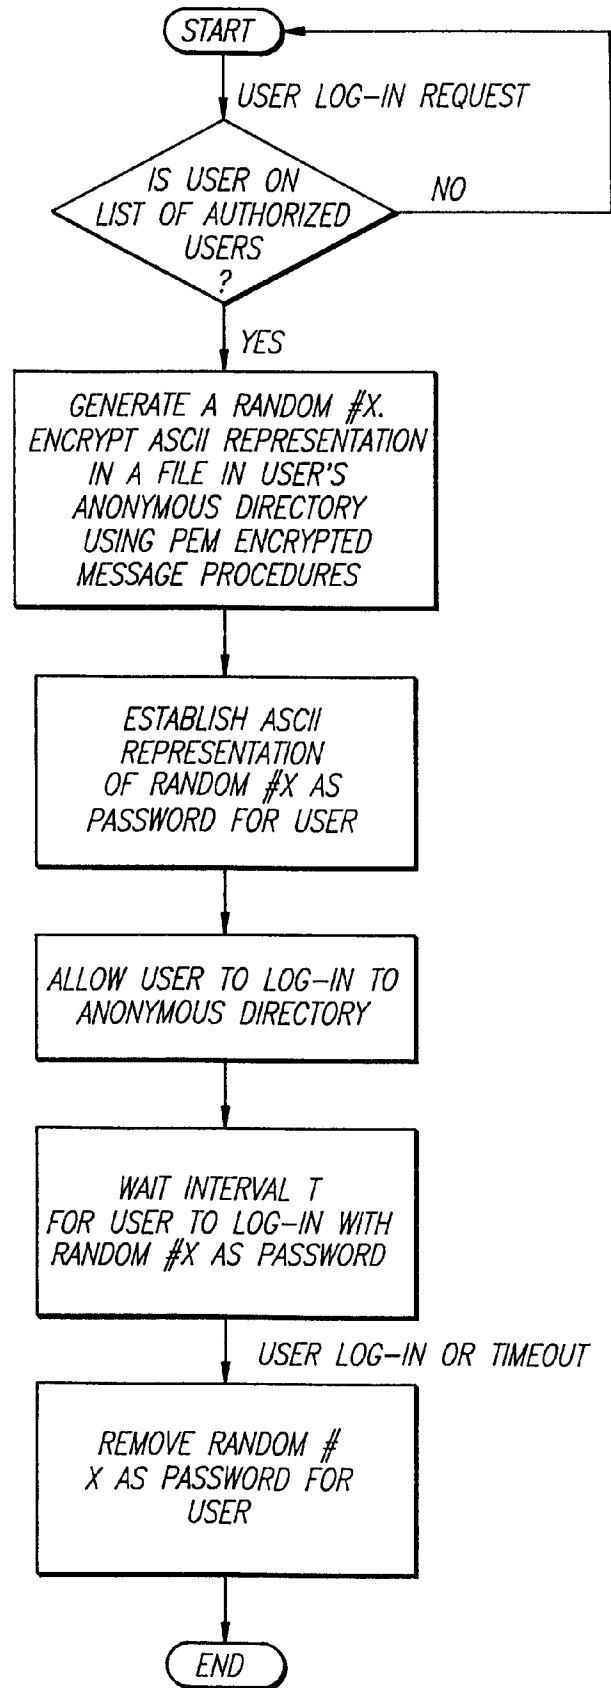 START
USER LOG-IN REQUEST
IS USER ON
LIST OF AUTHORIZED
USERS
?
NO
YES
GENERATE A RANDOM #X.
ENCRYPT ASCII REPRESENTATION
IN A FILE IN USER'S
ANONYMOUS DIRECTORY
USING PEM ENCRYPTED
MESSAGE PROCEDURES
ESTABLISH ASCII
REPRESENTATION
OF RANDOM #X AS
PASSWORD FOR USER
ALLOW USER TO LOG-IN TO
ANONYMOUS DIRECTORY
WAIT INTERVAL T
FOR USER TO LOG-IN WITH
RANDOM #X AS PASSWORD
USER LOG-IN OR TIMEOUT
REMOVE RANDOM #
X AS PASSWORD FOR
USER
END